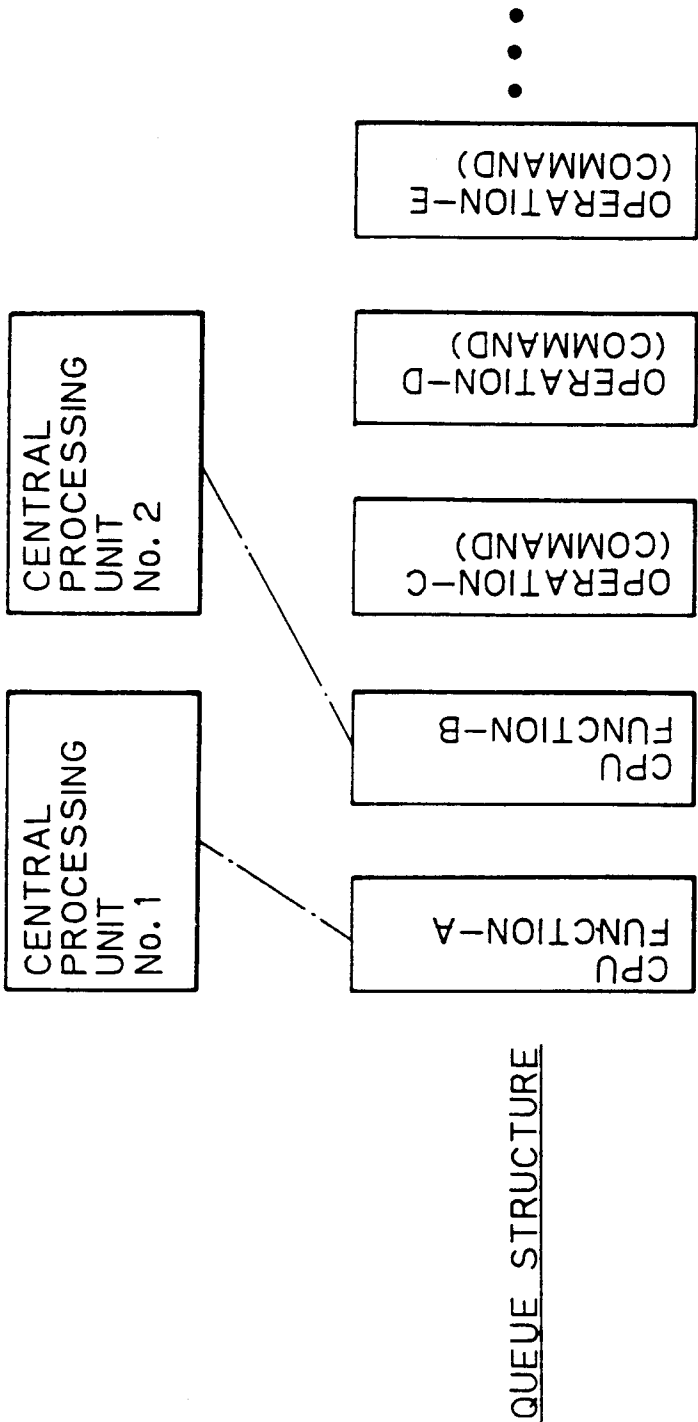 CENTRAL
PROCESSING
UNIT
No. 1
CENTRAL
PROCESSING
UNIT
No. 2
QUEUE STRUCTURE
CPU
FUNCTION-A
CPU
FUNCTION-B
OPERATION-C
(COMMAND)
OPERATION-D
(COMMAND)
OPERATION-E
(COMMAND)